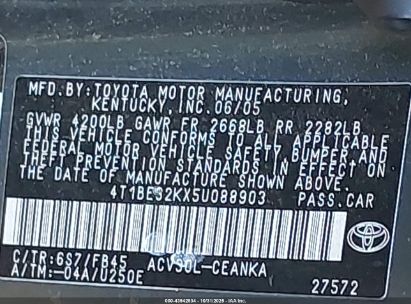 MFD.BY:TOYOTA MOTOR MANUFACTURING,
KENTUCKY, INC. 06/05
GVWR 4200LB GAWR FR 2668LB RR 2282LB
THIS VEHICLE CONFORMS TO ALL APPLICABLE
FEDERAL MOTOR VEHICLE SAFETY, BUMPER, AND
THEFT PREVENTION STANDARDS IN EFFECT ON
THE DATE OF MANUFACTURE SHOWN ABOVE.
4T1BE32KX5U088903 PASS.CAR
C/TR:6S7/FB45 ACV30L-CEANKA
A/TM:-04A/U250E
TOYOTA
27572